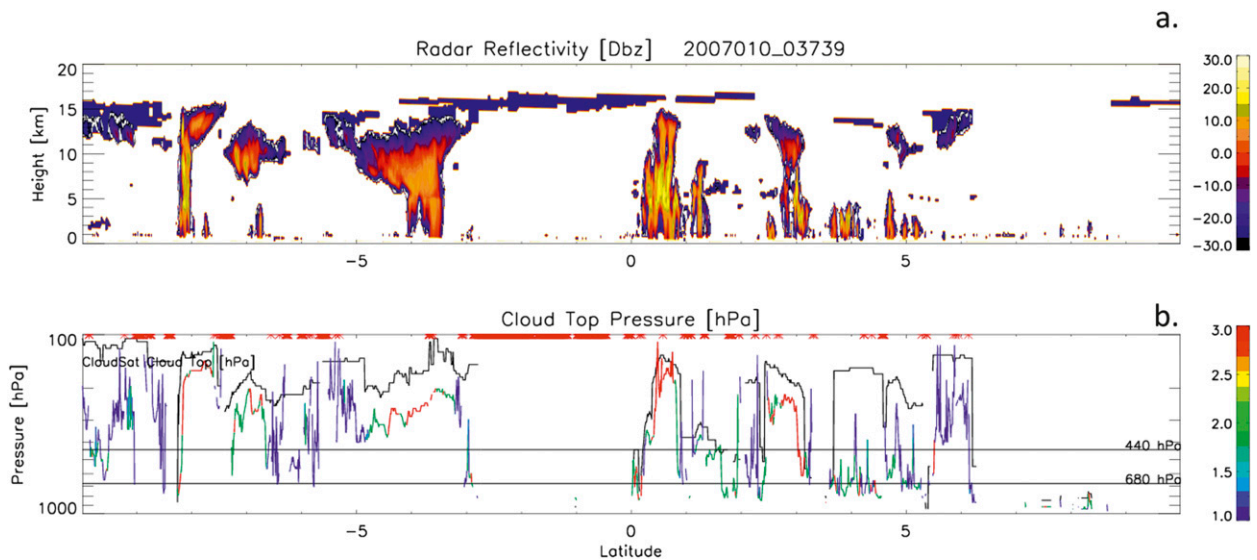 a.
Radar Reflectivity [Dbz] 2007010_03739
20
15
10
5
0
Height [km]
-5 0 5
30.0
20.0
10.0
0.0
-10.0
-20.0
-30.0
b.
Cloud Top Pressure [hPa]
100
CloudSat Cloud Top [hPa]
440 hPa
680 hPa
1000
Pressure [hPa]
-5 0 5
Latitude
3.0
2.5
2.0
1.5
1.0